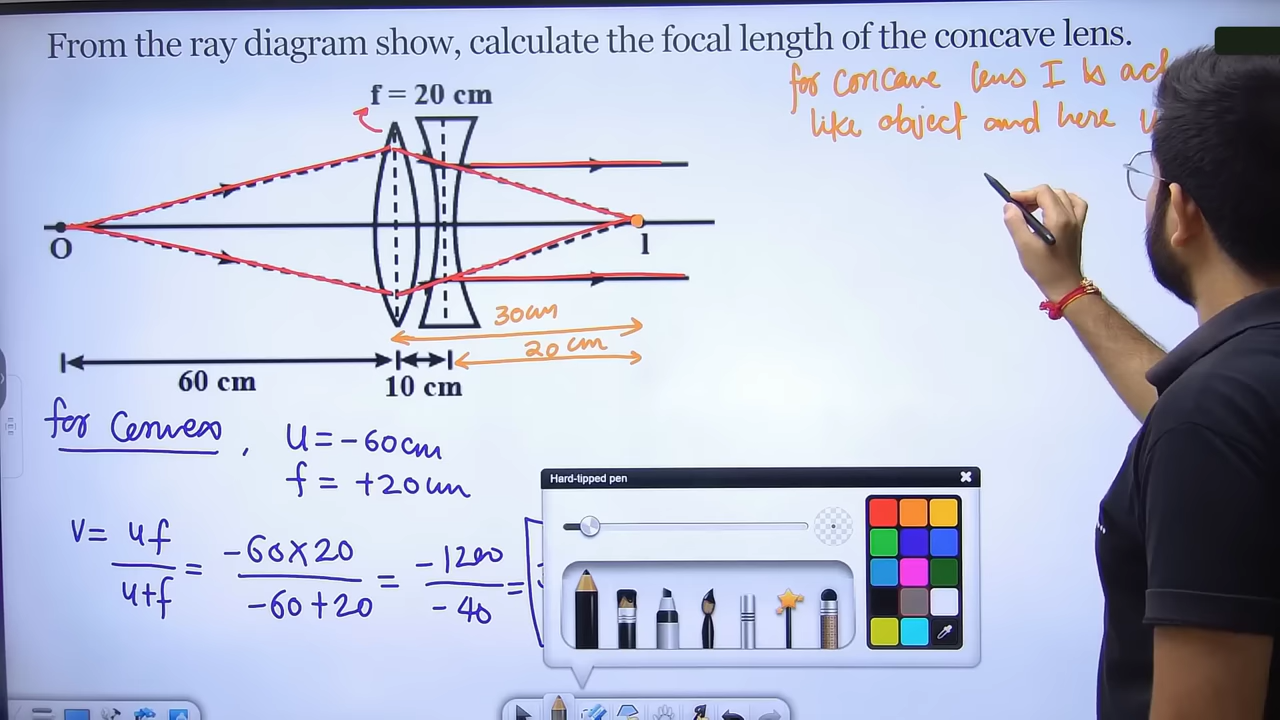 From the ray diagram show, calculate the focal length of the concave lens.
for concave lens I is
like object and here
f = 20 cm
O
I
30cm
20 cm
60 cm
10 cm
for Convex, u = -60cm
f = +20cm
v = uf / u+f = -60×20 / -60+20 = -1200 / -40 =
Hard-tipped pen